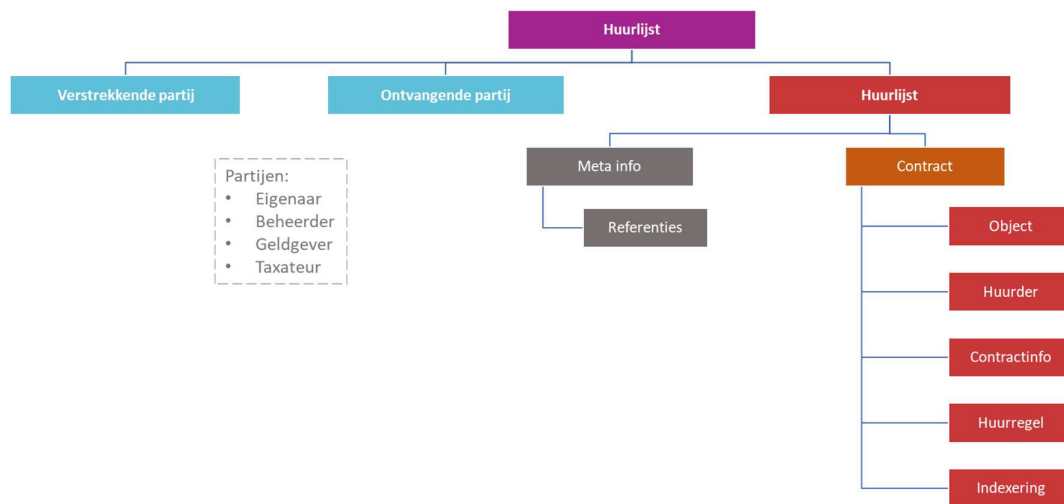 Huurlijst
Verstrekkende partij
Ontvangende partij
Huurlijst
Meta info
Contract
Partijen:
• Eigenaar
• Beheerder
• Geldgever
• Taxateur
Referenties
Object
Huurder
Contractinfo
Huurregel
Indexering